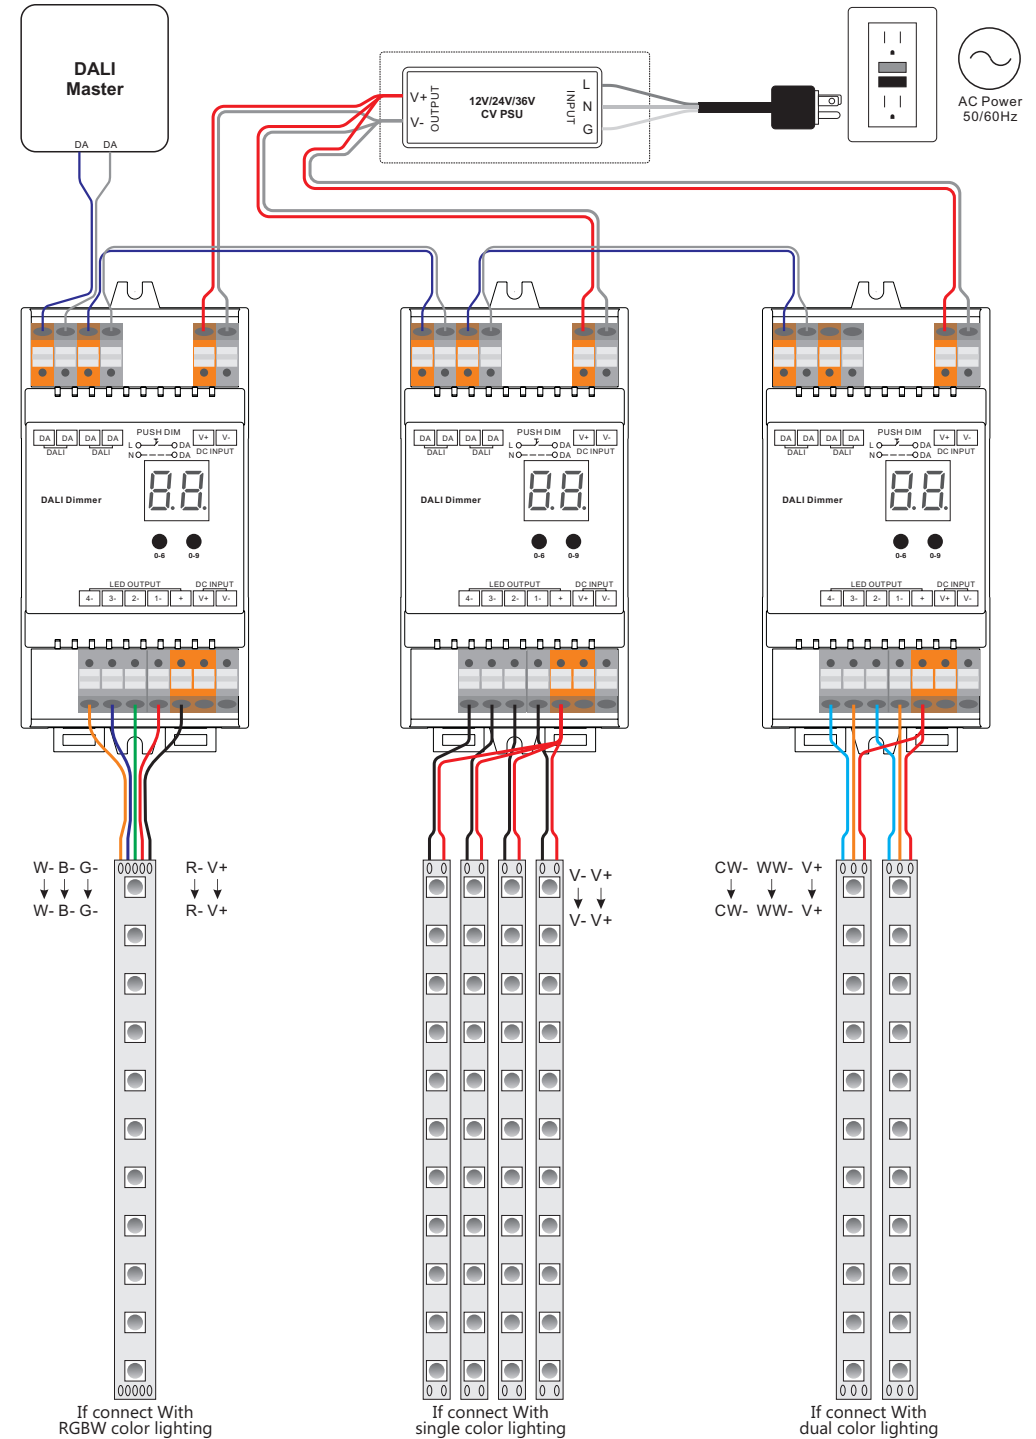 DALI
Master
DA DA
V+
V-
OUTPUT
12V/24V/36V
CV PSU
INPUT
L
N
G
AC Power
50/60Hz
DA DA DA DA
DALI DALI
PUSH DIM
L DA
N DA
V+ V-
DC INPUT
DALI Dimmer
8.8.
0-6 0-9
LED OUTPUT DC INPUT
4- 3- 2- 1- + V+ V-
DA DA DA DA
DALI DALI
PUSH DIM
L DA
N DA
V+ V-
DC INPUT
DALI Dimmer
8.8.
0-6 0-9
LED OUTPUT DC INPUT
4- 3- 2- 1- + V+ V-
DA DA DA DA
DALI DALI
PUSH DIM
L DA
N DA
V+ V-
DC INPUT
DALI Dimmer
8.8.
0-6 0-9
LED OUTPUT DC INPUT
4- 3- 2- 1- + V+ V-
W- B- G- R- V+
W- B- G- R- V+
V- V+
V- V+
CW- WW- V+
CW- WW- V+
If connect With
RGBW color lighting
If connect With
single color lighting
If connect With
dual color lighting